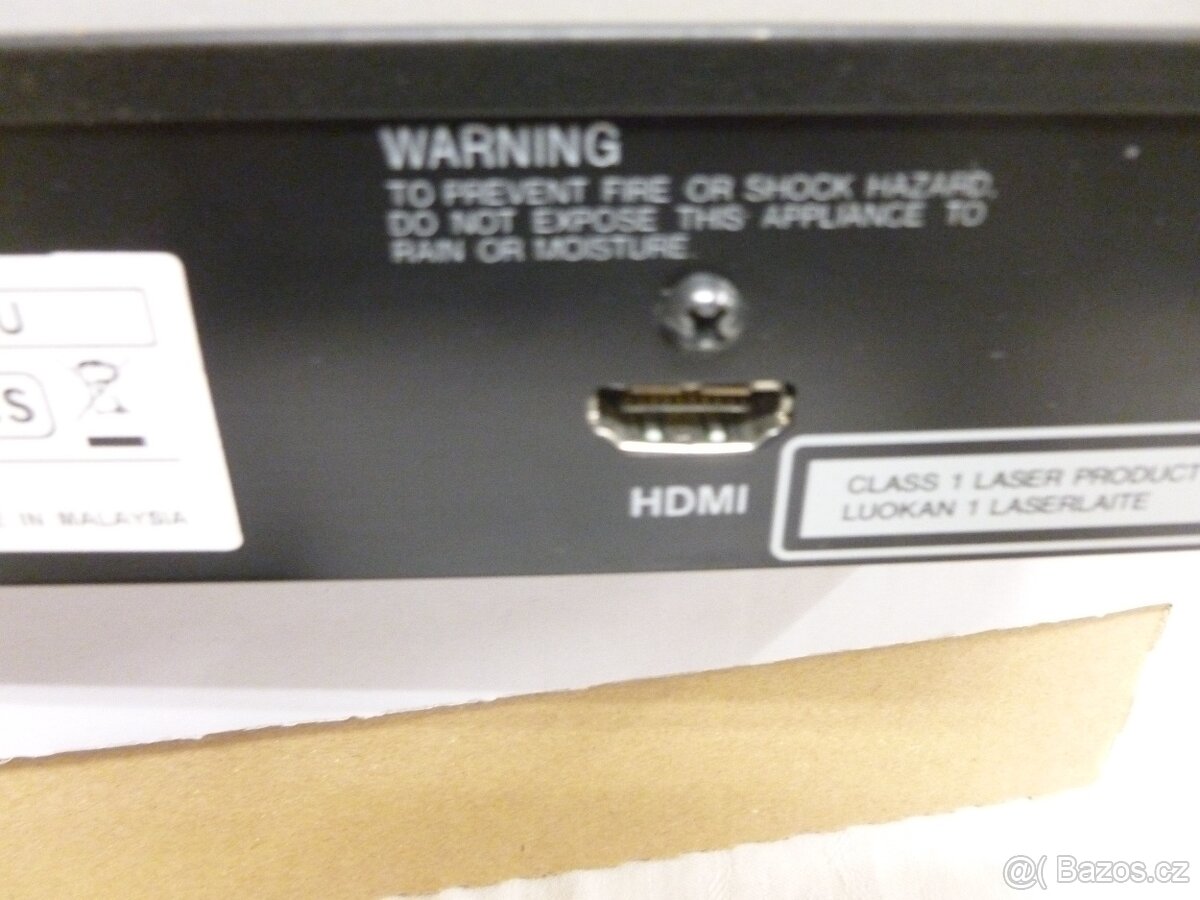 WARNING
TO PREVENT FIRE OR SHOCK HAZARD,
DO NOT EXPOSE THIS APPLIANCE TO
RAIN OR MOISTURE.
U
S
IN MALAYSIA
HDMI
CLASS 1 LASER PRODUCT
LUOKAN 1 LASERLAITE
@( Bazos.cz